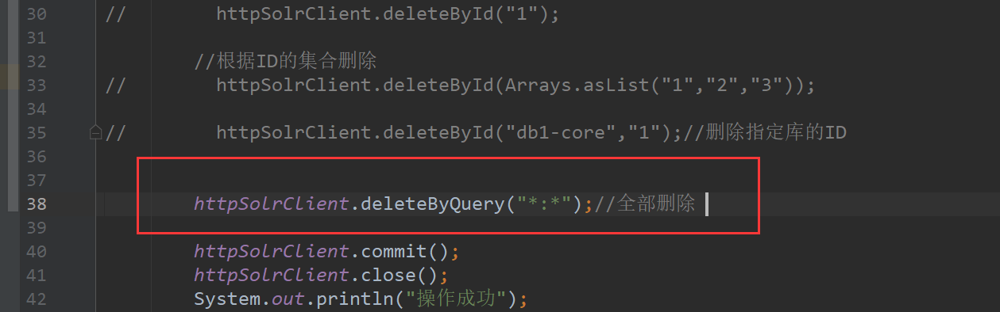 30 //        httpSolrClient.deleteById("1");
31
32        //根据ID的集合删除
33 //        httpSolrClient.deleteById(Arrays.asList("1","2","3"));
34
35 //        httpSolrClient.deleteById("db1-core","1");//删除指定库的ID
36
37
38        httpSolrClient.deleteByQuery("*:*");//全部删除
39
40        httpSolrClient.commit();
41        httpSolrClient.close();
42        System.out.println("操作成功");